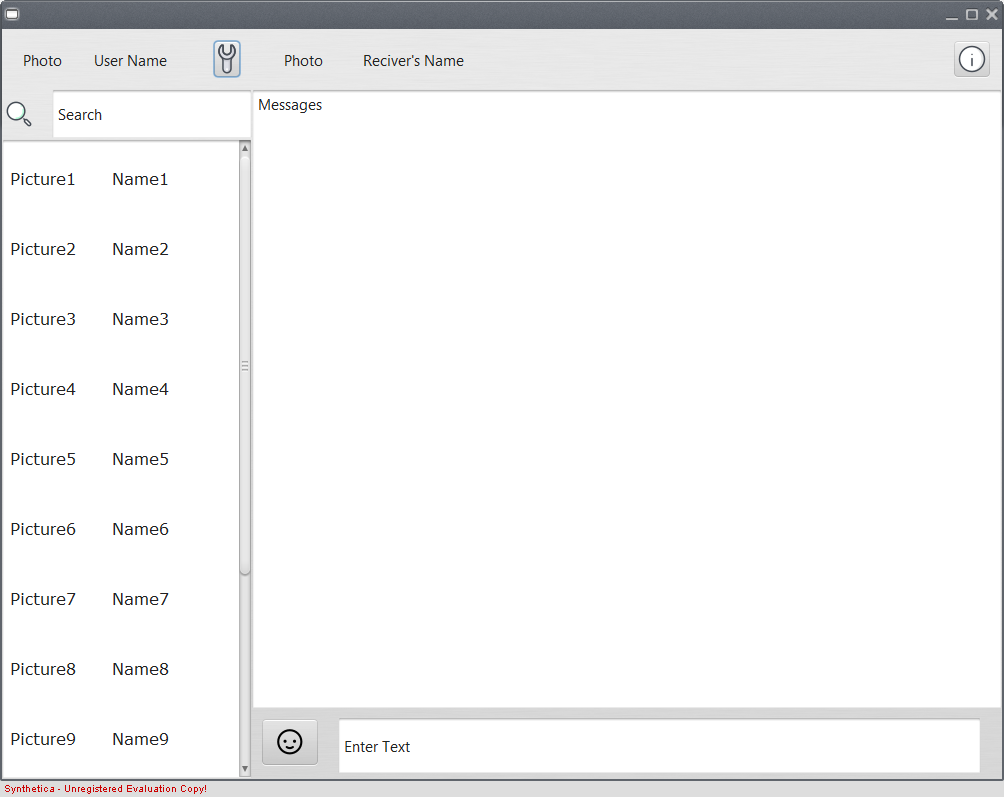 Photo User Name Photo Reciver's Name
Search
Messages
Picture1 Name1
Picture2 Name2
Picture3 Name3
Picture4 Name4
Picture5 Name5
Picture6 Name6
Picture7 Name7
Picture8 Name8
Picture9 Name9
Enter Text
Synthetica - Unregistered Evaluation Copy!